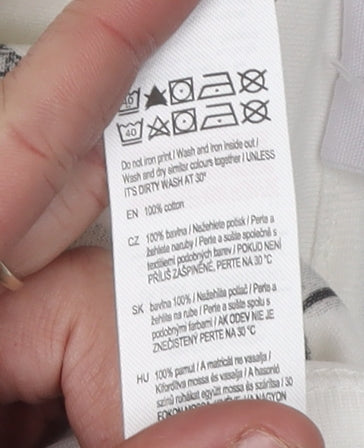 40
Do not iron print / Wash and iron inside out /
Wash and dry similar colours together / UNLESS
IT'S DIRTY WASH AT 30°
EN 100% cotton
CZ 100% bavlna / Nežehlete potisk / Perte a
žehlete naruby / Perte a sušte společně s
textiliemi podobných barev / POKUD NENÍ
PŘÍLIŠ ZAŠPINĚNÉ, PERTE NA 30 °C
SK bavlna 100% / Nežehlite potlač / Perte a
žehlite na rube / Perte a sušte spolu s
podobnými farbami / AK ODEV NIE JE
ZNEČISTENÝ PERTE NA 30 °C
HU 100% pamut / A matricát ne vasalja /
Kifordítva mossa és vasalja / A hasonló
színű ruhákat együtt mossa és szárítsa / 30